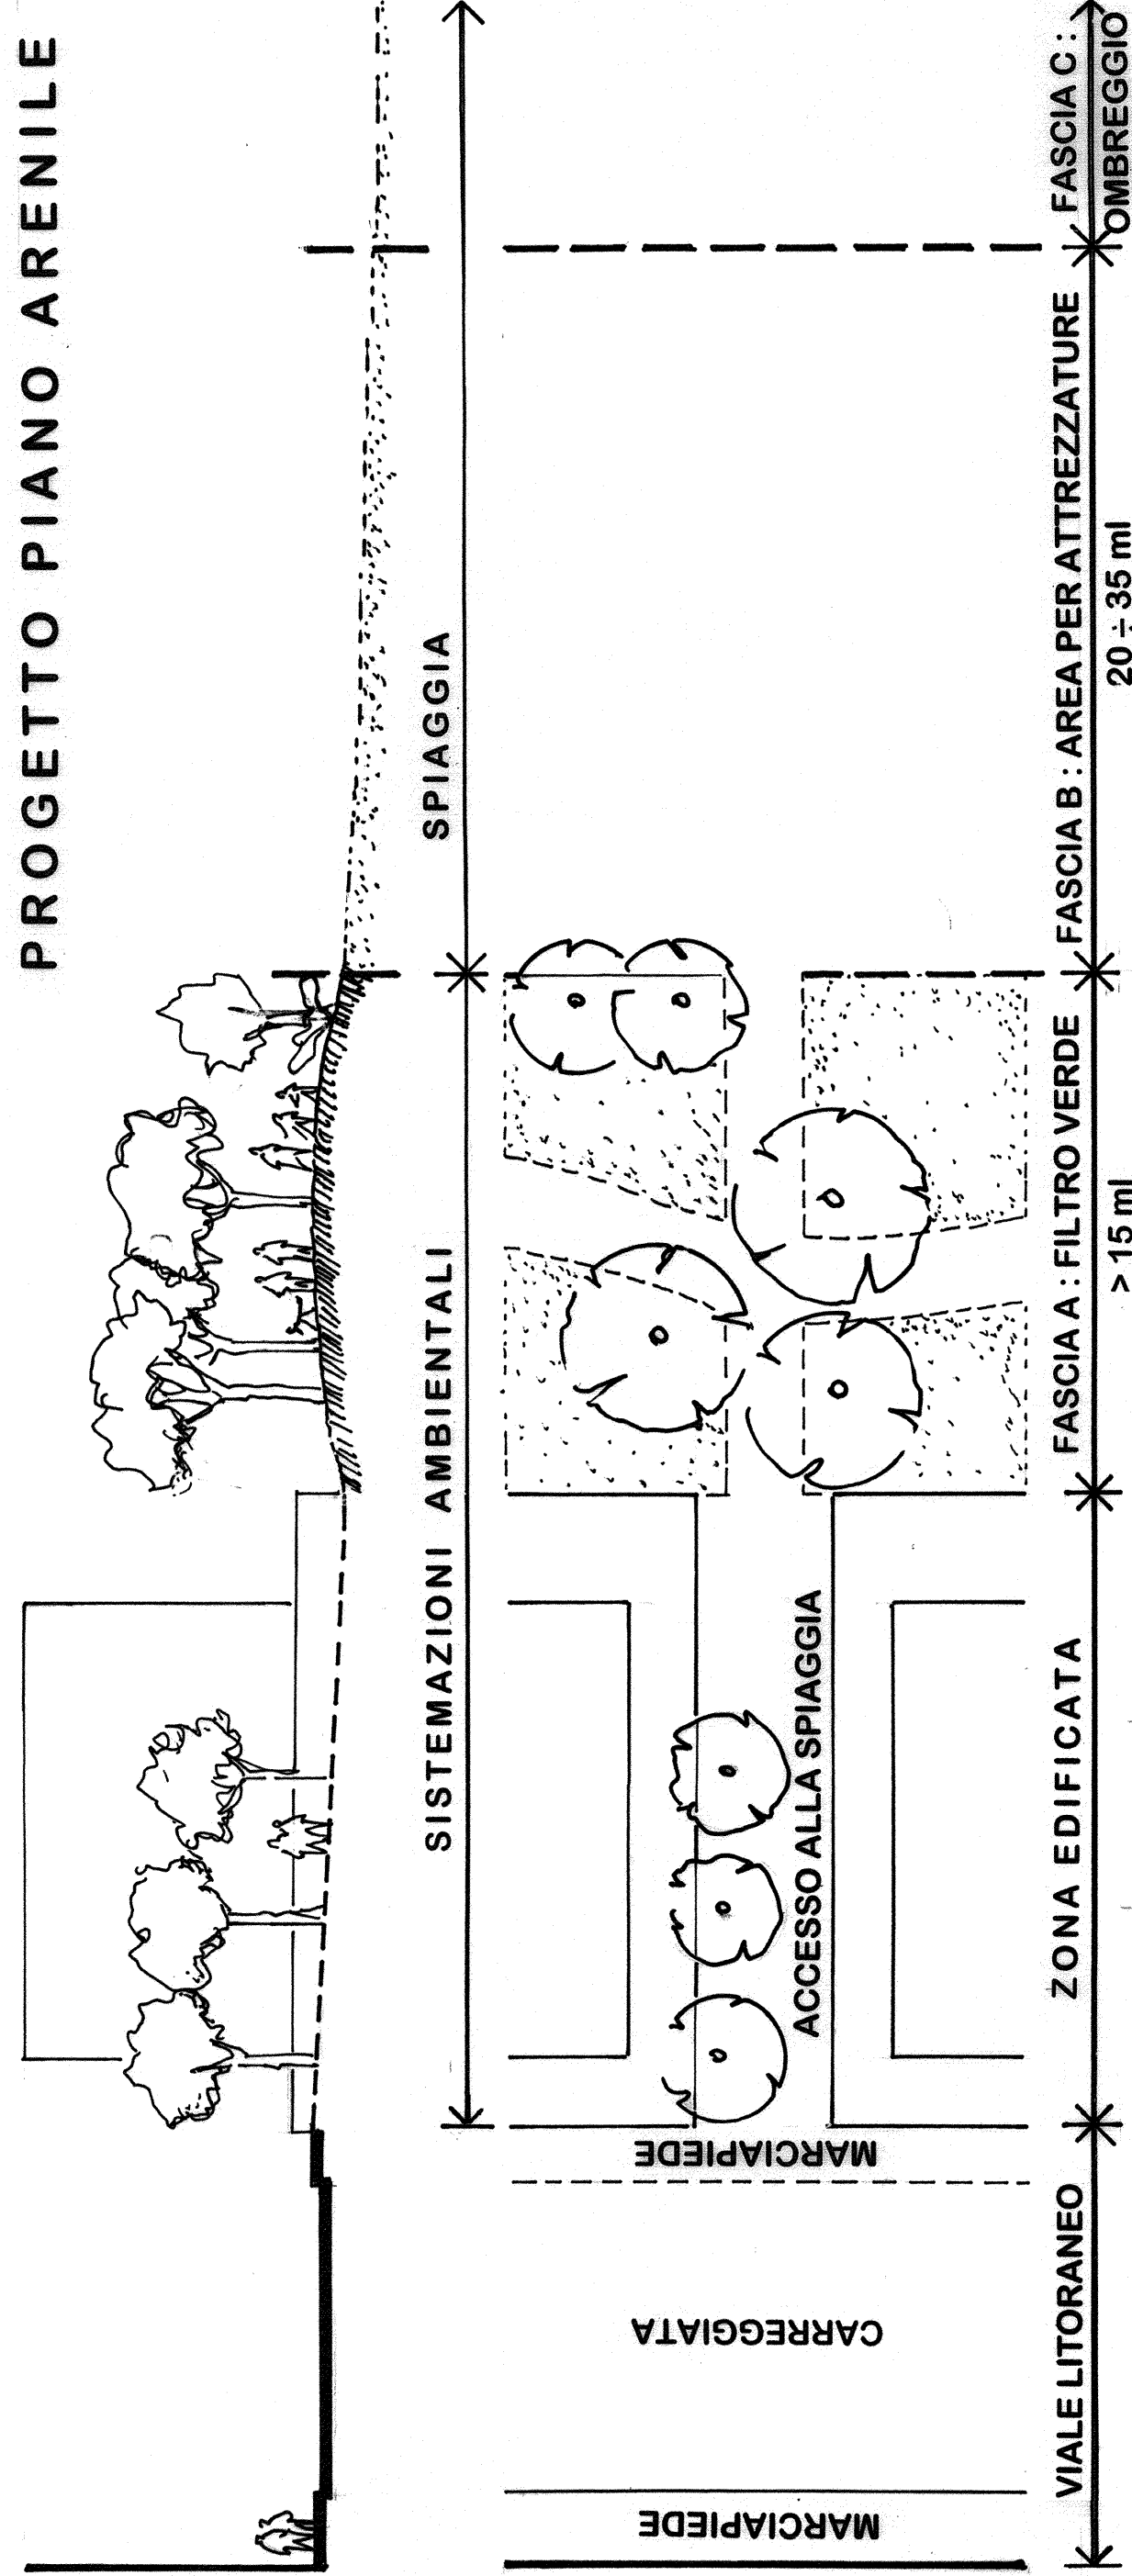 PROGETTO PIANO ARENILE
SISTEMAZIONI AMBIENTALI
SPIAGGIA
MARCIAPIEDE
CARREGGIATA
MARCIAPIEDE
ACCESSO ALLA SPIAGGIA
VIALE LITORANEO
ZONA EDIFICATA
FASCIA A : FILTRO VERDE
> 15 ml
FASCIA B : AREA PER ATTREZZATURE
20 ÷ 35 ml
FASCIA C :
OMBREGGIO